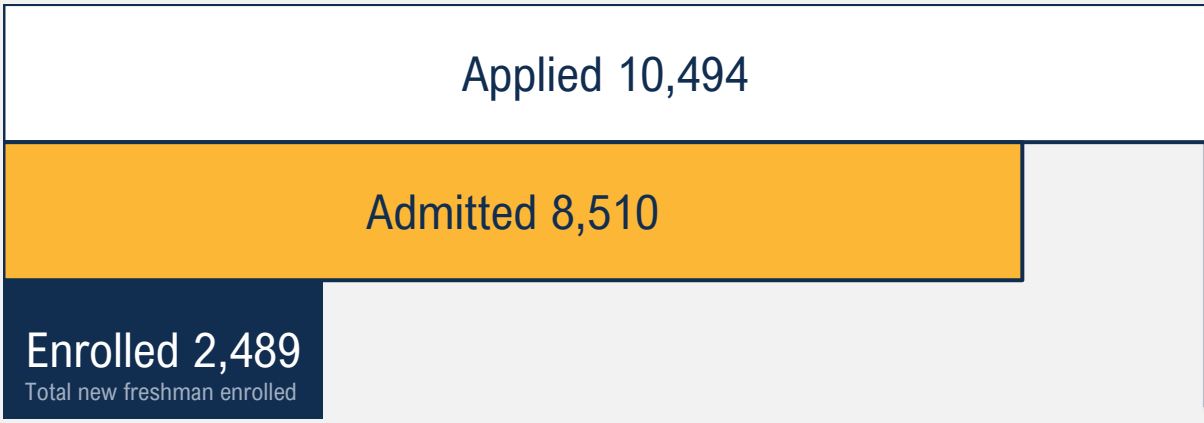 Applied 10,494
Admitted 8,510
Enrolled 2,489
Total new freshman enrolled